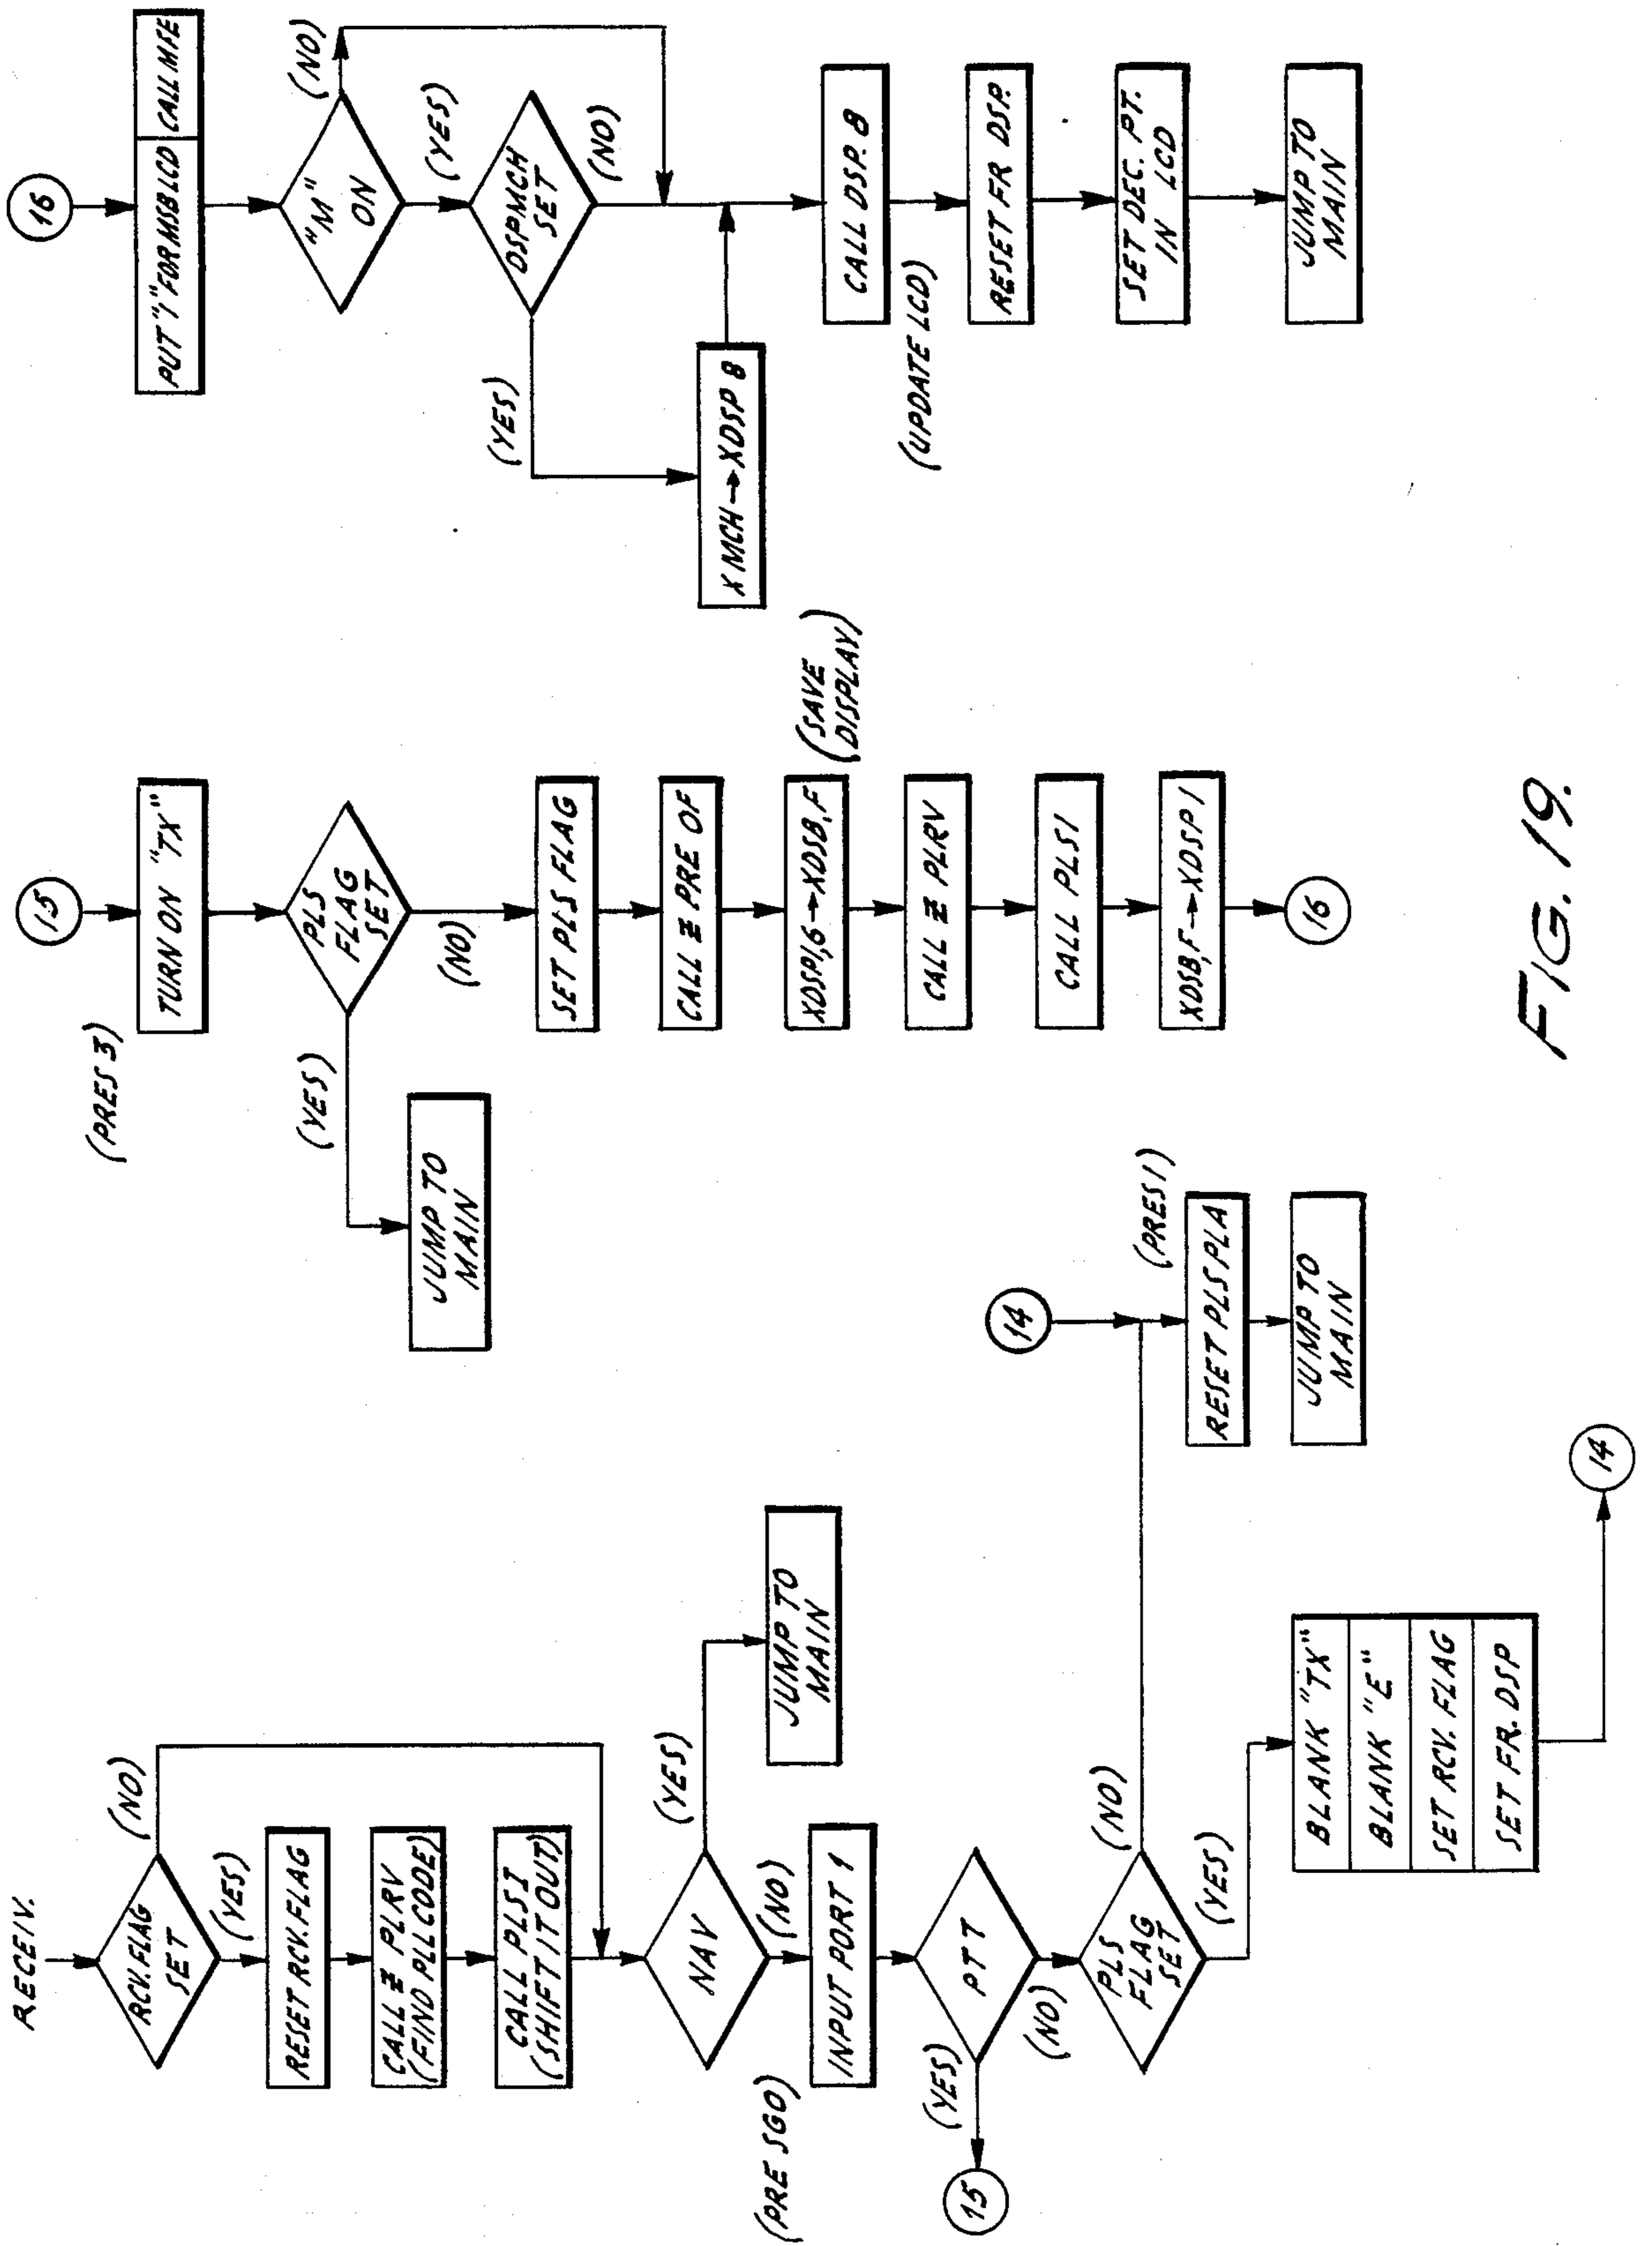 RECEIV.
RCV. FLAG
SET
(NO)
(YES)
RESET RCV. FLAG
CALL Z PLRV
(FIND PLL CODE)
CALL PLSI
(SHIFT IT OUT)
NAV
(YES)
JUMP TO
MAIN
(NO)
(PRE SGO)
INPUT PORT 1
PTT
(YES)
15
(NO)
PLS
FLAG
SET
(NO)
(YES)
BLANK "TX"
BLANK "E"
SET RCV. FLAG
SET FR. DSP
14
14
(PRES1)
RESET PLS PLA
JUMP TO
MAIN
15
(PRES 3)
TURN ON "TX"
PLS
FLAG
SET
(YES)
JUMP TO
MAIN
(NO)
SET PLS FLAG
CALL Z PRE OF
XDSP1,6→XDSB,F
(SAVE
DISPLAY)
CALL Z PLRV
CALL PLS1
XDSB,F→XDSP1
16
16
PUT "1" FOR MSB LCD
CALL MFE
"M"
ON
(NO)
(YES)
DSPMCH
SET
(YES)
(NO)
X MCH→XDSP 8
CALL DSP. 8
(UPDATE LCD)
RESET FR DSP.
SET DEC. PT.
IN LCD
JUMP TO
MAIN
FIG. 19.